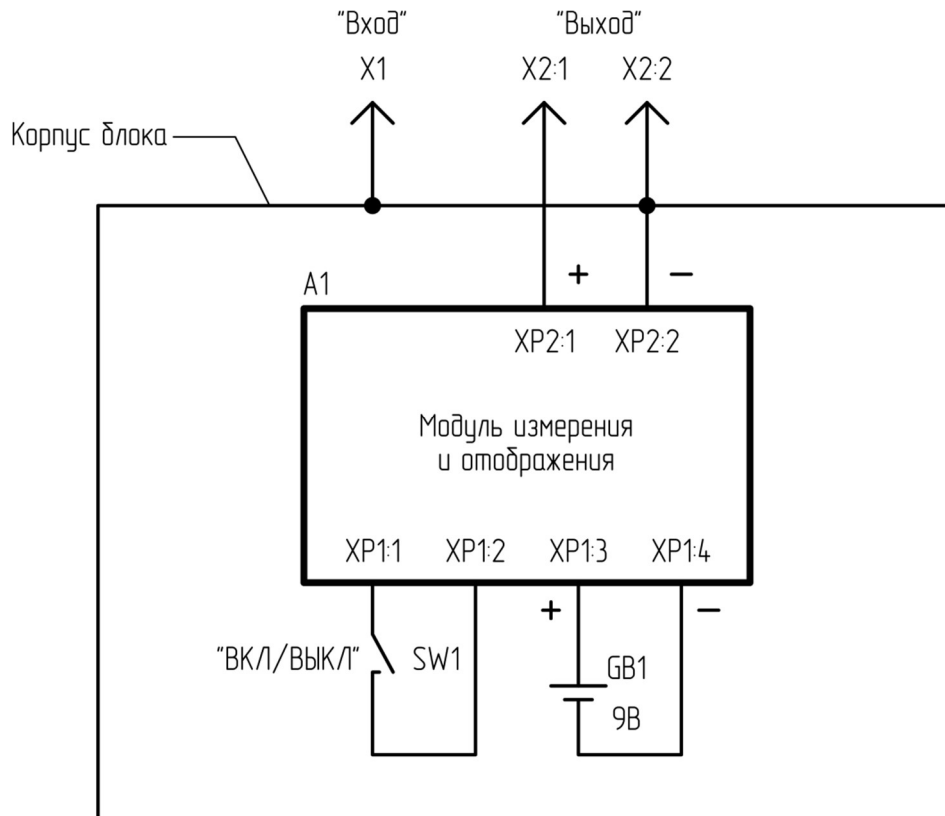 "Вход"
"Выход"
X1
X2:1
X2:2
Корпус блока
+
−
A1
XP2:1
XP2:2
Модуль измерения
и отображения
XP1:1
XP1:2
XP1:3
XP1:4
+
−
"ВКЛ/ВЫКЛ"
SW1
GB1
9В